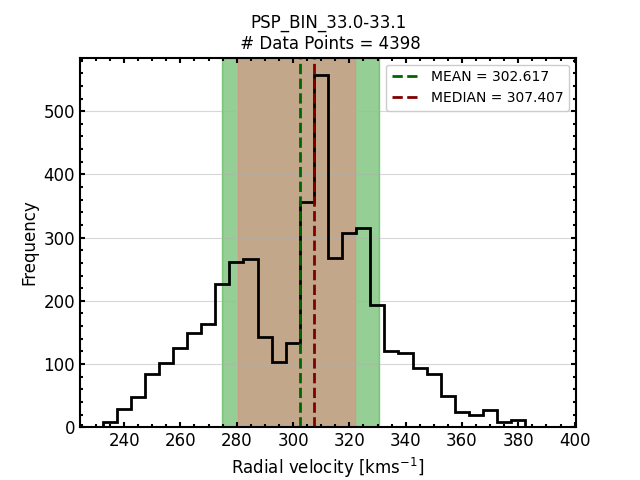 PSP_BIN_33.0-33.1
# Data Points = 4398
MEAN = 302.617
MEDIAN = 307.407
Frequency
500
400
300
200
100
0
240 260 280 300 320 340 360 380 400
Radial velocity [kms⁻¹]